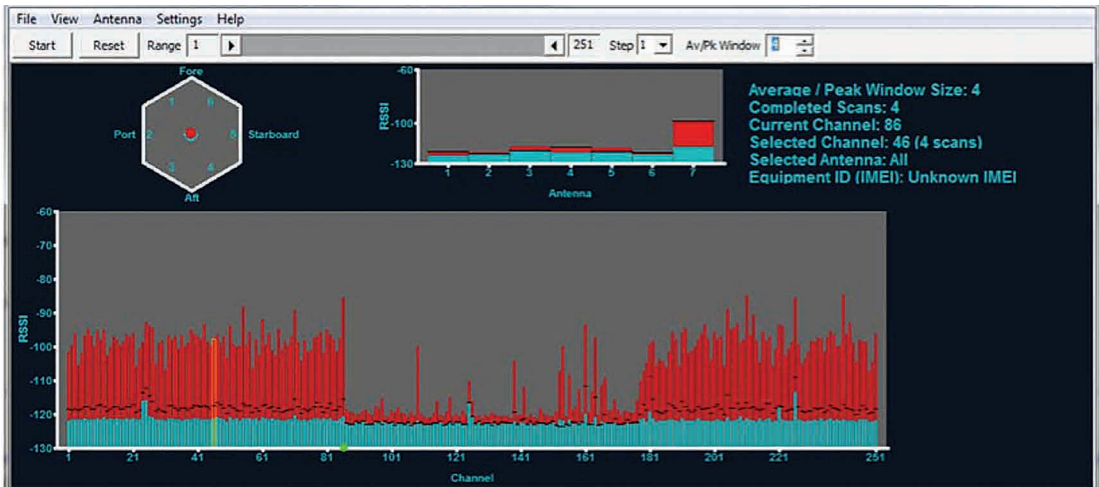 File View Antenna Settings Help
Start Reset Range 1 251 Step 1 Av/Pk Window 4
Fore
1 6
Port 2 5 Starboard
3 4
Aft
-60
-100
-130
RSSI
1 2 3 4 5 6 7
Antenna
Average / Peak Window Size: 4
Completed Scans: 4
Current Channel: 86
Selected Channel: 46 (4 scans)
Selected Antenna: All
Equipment ID (IMEI): Unknown IMEI
-60
-70
-80
-90
-100
-110
-120
-130
RSSI
1 21 41 61 81 101 121 141 161 181 201 221 251
Channel